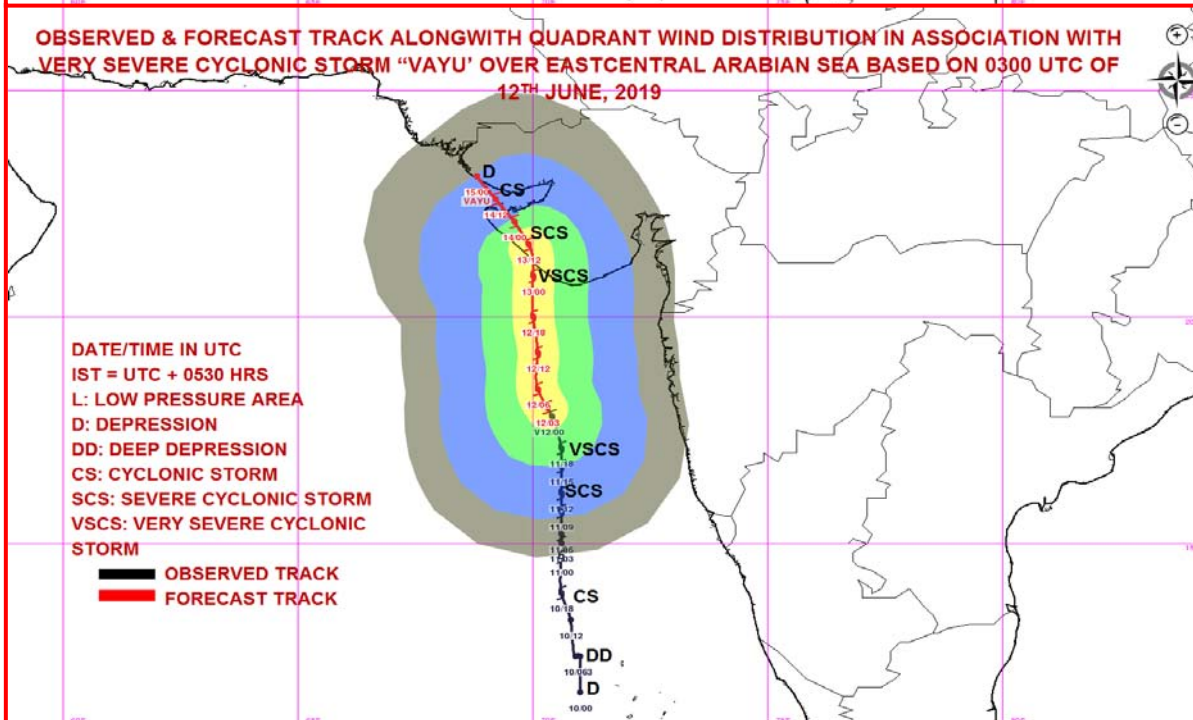 OBSERVED & FORECAST TRACK ALONGWITH QUADRANT WIND DISTRIBUTION IN ASSOCIATION WITH
VERY SEVERE CYCLONIC STORM “VAYU’ OVER EASTCENTRAL ARABIAN SEA BASED ON 0300 UTC OF
12TH JUNE, 2019
D
15/00
CS
VAYU
14/12
14/00
SCS
13/12
VSCS
13/00
12/18
DATE/TIME IN UTC
IST = UTC + 0530 HRS
L: LOW PRESSURE AREA
D: DEPRESSION
DD: DEEP DEPRESSION
CS: CYCLONIC STORM
SCS: SEVERE CYCLONIC STORM
VSCS: VERY SEVERE CYCLONIC
STORM
OBSERVED TRACK
FORECAST TRACK
12/12
12/06
12/03
V12/00
VSCS
11/18
11/15
SCS
11/12
11/09
11/06
11/03
11/00
CS
10/18
10/12
DD
10/063
D
10/00